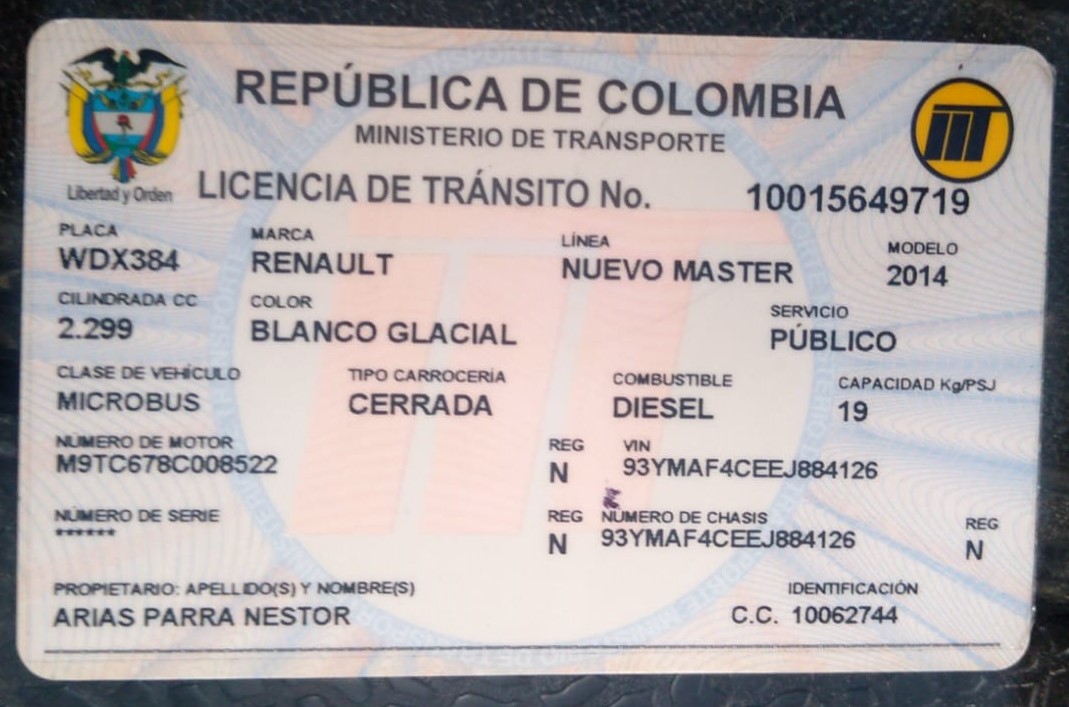 REPÚBLICA DE COLOMBIA
MINISTERIO DE TRANSPORTE
Libertad y Orden
LICENCIA DE TRÁNSITO No. 10015649719
PLACA MARCA LÍNEA MODELO
WDX384 RENAULT NUEVO MASTER 2014
CILINDRADA CC COLOR SERVICIO
2.299 BLANCO GLACIAL PÚBLICO
CLASE DE VEHÍCULO TIPO CARROCERÍA COMBUSTIBLE CAPACIDAD Kg/PSJ
MICROBUS CERRADA DIESEL 19
NÚMERO DE MOTOR REG VIN
M9TC678C008522 N 93YMAF4CEEJ884126
NÚMERO DE SERIE REG NÚMERO DE CHASIS REG
****** N 93YMAF4CEEJ884126 N
PROPIETARIO: APELLIDO(S) Y NOMBRE(S) IDENTIFICACIÓN
ARIAS PARRA NESTOR C.C. 10062744